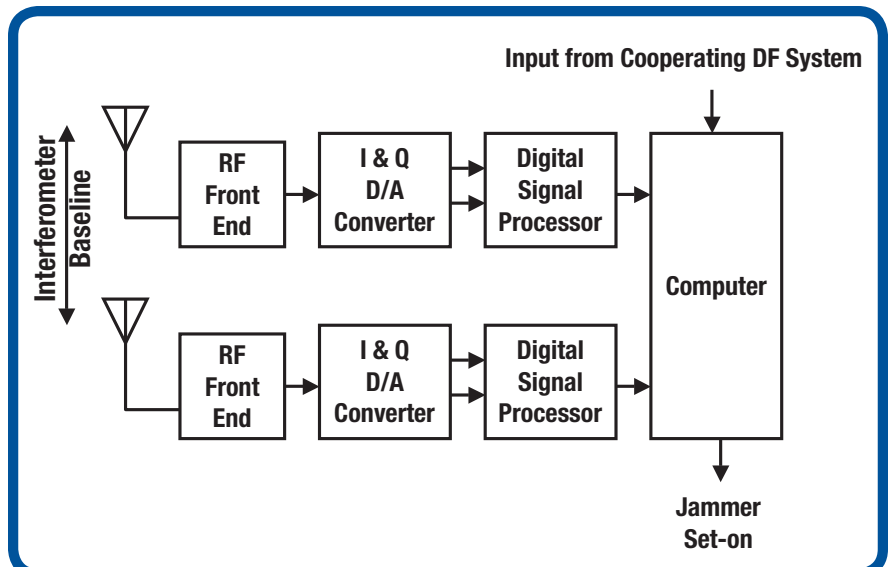 Input from Cooperating DF System
Interferometer
Baseline
RF
Front
End
I & Q
D/A
Converter
Digital
Signal
Processor
Computer
RF
Front
End
I & Q
D/A
Converter
Digital
Signal
Processor
Jammer
Set-on